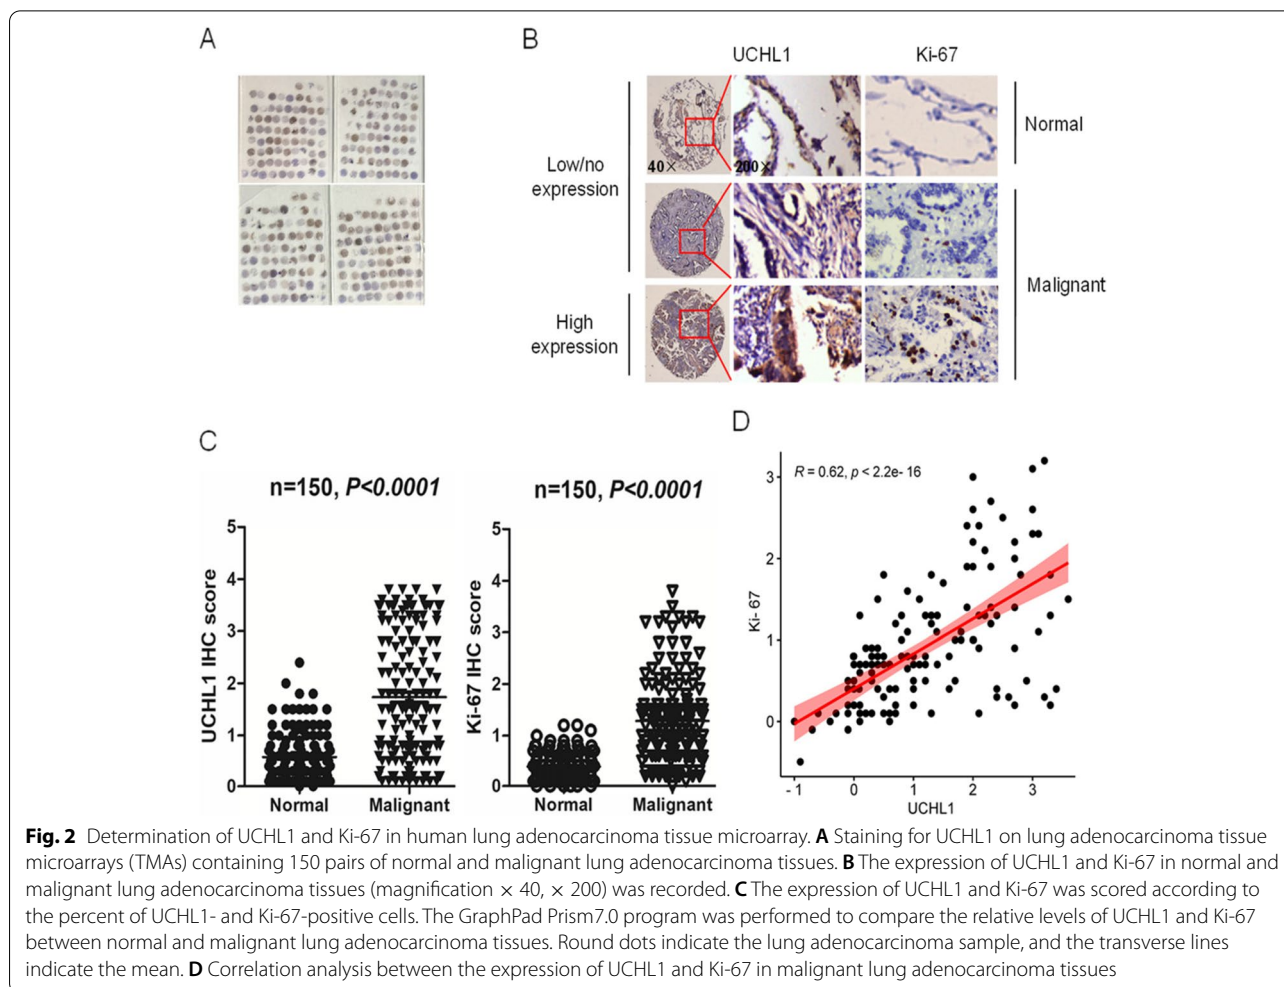 A
B
UCHL1
Ki-67
40×
200×
Low/no
expression
High
expression
Normal
Malignant
C
n=150, P<0.0001
UCHL1 IHC score
5
4
3
2
1
0
Normal
Malignant
n=150, P<0.0001
Ki-67 IHC score
5
4
3
2
1
0
Normal
Malignant
D
R = 0.62, p < 2.2e- 16
Ki- 67
3
2
1
0
- 1
0
1
2
3
UCHL1
Fig. 2 Determination of UCHL1 and Ki-67 in human lung adenocarcinoma tissue microarray. A Staining for UCHL1 on lung adenocarcinoma tissue
microarrays (TMAs) containing 150 pairs of normal and malignant lung adenocarcinoma tissues. B The expression of UCHL1 and Ki-67 in normal and
malignant lung adenocarcinoma tissues (magnification × 40, × 200) was recorded. C The expression of UCHL1 and Ki-67 was scored according to
the percent of UCHL1- and Ki-67-positive cells. The GraphPad Prism7.0 program was performed to compare the relative levels of UCHL1 and Ki-67
between normal and malignant lung adenocarcinoma tissues. Round dots indicate the lung adenocarcinoma sample, and the transverse lines
indicate the mean. D Correlation analysis between the expression of UCHL1 and Ki-67 in malignant lung adenocarcinoma tissues